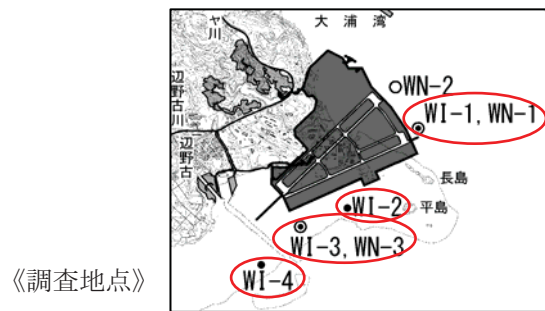 大浦湾
ヤ川
WN-2
WI-1, WN-1
辺野古川
辺野古
長島
WI-2
平島
WI-3, WN-3
WI-4
《調査地点》